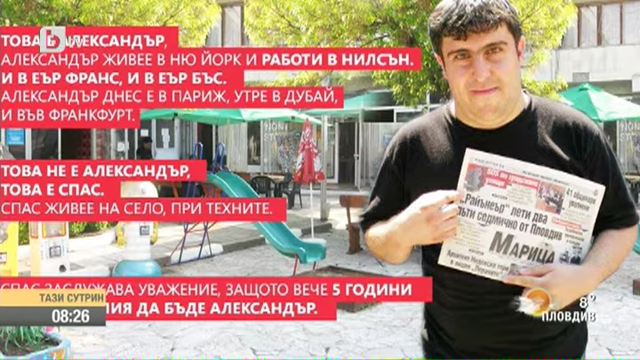 ТОВА Е АЛЕКСАНДЪР,
bTV
АЛЕКСАНДЪР ЖИВЕЕ В НЮ ЙОРК И РАБОТИ В НИЛСЪН.
И В ЕЪР ФРАНС, И В ЕЪР БЪС.
АЛЕКСАНДЪР ДНЕС Е В ПАРИЖ, УТРЕ В ДУБАЙ,
И ВЪВ ФРАНКФУРТ.
ТОВА НЕ Е АЛЕКСАНДЪР,
ТОВА Е СПАС.
СПАС ЖИВЕЕ НА СЕЛО, ПРИ ТЕХНИТЕ.
СПАС ЗАСЛУЖАВА УВАЖЕНИЕ, ЗАЩОТО ВЕЧЕ 5 ГОДИНИ
ДА БЪДЕ АЛЕКСАНДЪР.
„Райънеър" лети два
пъти седмично от Пловдив
МАРИЦА
ТАЗИ СУТРИН
08:26
8°
ПЛОВДИВ